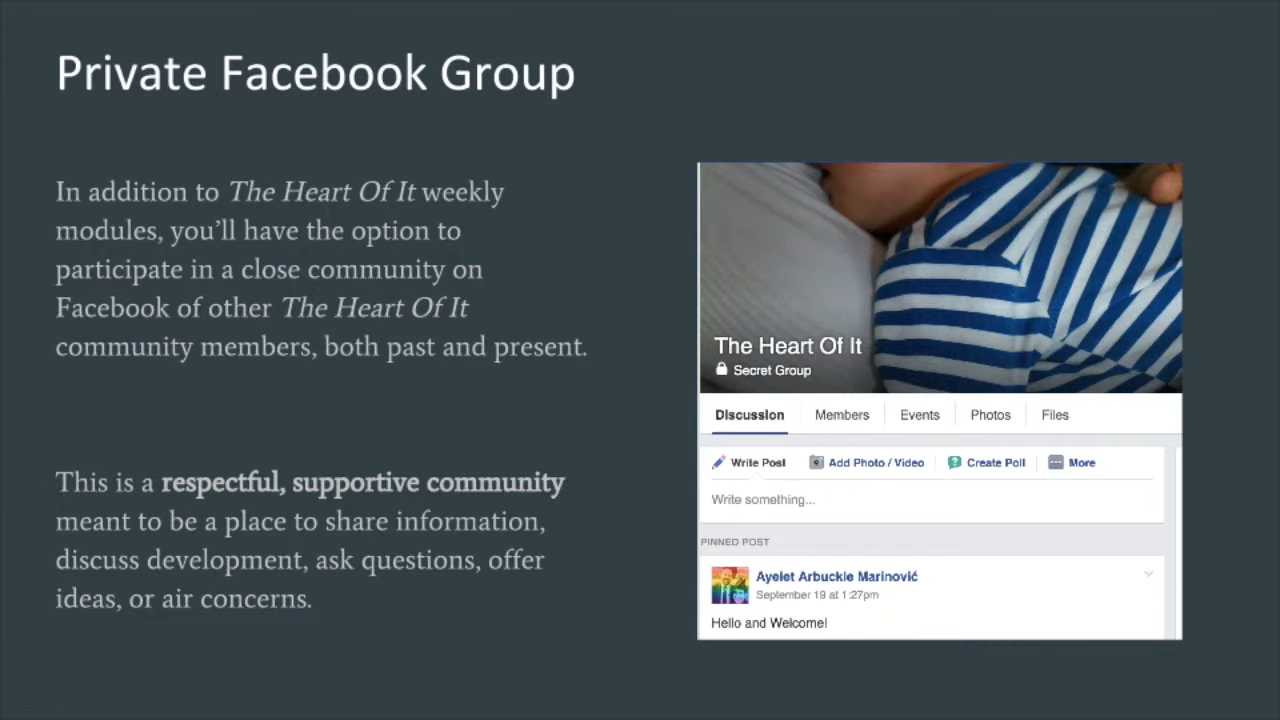 Private Facebook Group
In addition to The Heart Of It weekly
modules, you'll have the option to
participate in a close community on
Facebook of other The Heart Of It
community members, both past and present.
This is a respectful, supportive community
meant to be a place to share information,
discuss development, ask questions, offer
ideas, or air concerns.
The Heart Of It
Secret Group
Discussion Members Events Photos Files
Write Post Add Photo / Video Create Poll More
Write something...
PINNED POST
Ayelet Arbuckle Marinović
September 19 at 1:27pm
Hello and Welcome!